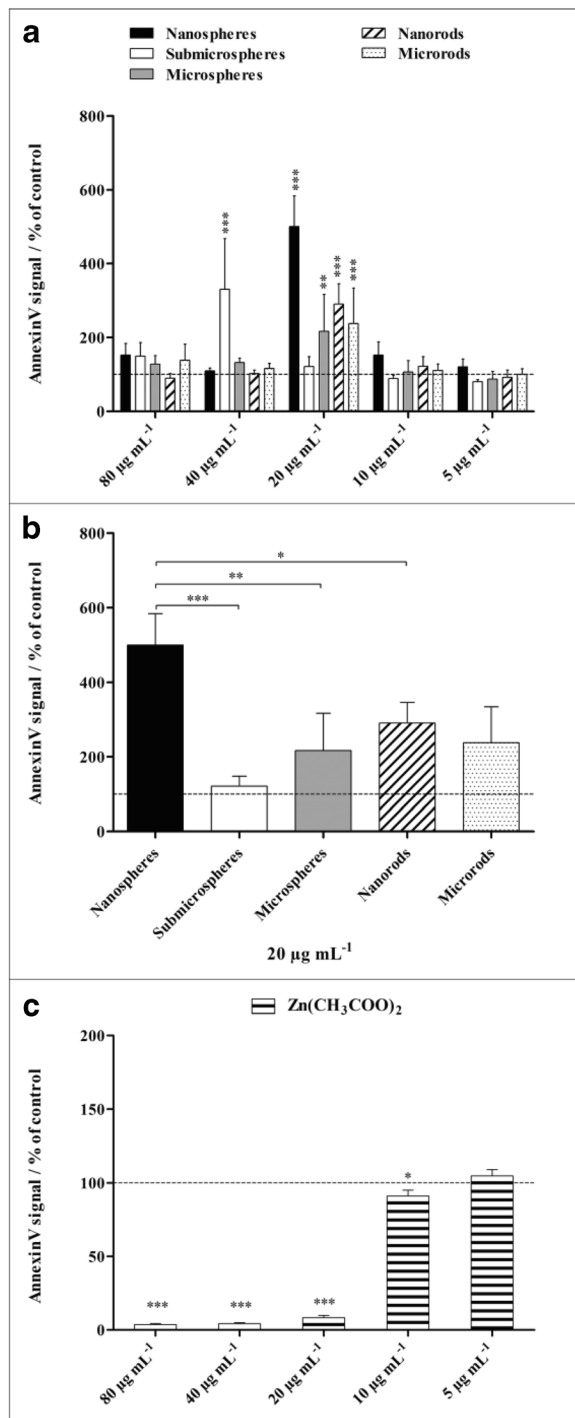 a
Nanospheres
Submicrospheres
Microspheres
Nanorods
Microrods
AnnexinV signal / % of control
800
600
400
200
0
***
***
**
***
***
80 µg mL⁻¹
40 µg mL⁻¹
20 µg mL⁻¹
10 µg mL⁻¹
5 µg mL⁻¹
b
AnnexinV signal / % of control
800
600
400
200
0
*
**
***
Nanospheres
Submicrospheres
Microspheres
Nanorods
Microrods
20 µg mL⁻¹
c
Zn(CH₃COO)₂
AnnexinV signal / % of control
200
150
100
50
0
***
***
***
*
80 µg mL⁻¹
40 µg mL⁻¹
20 µg mL⁻¹
10 µg mL⁻¹
5 µg mL⁻¹